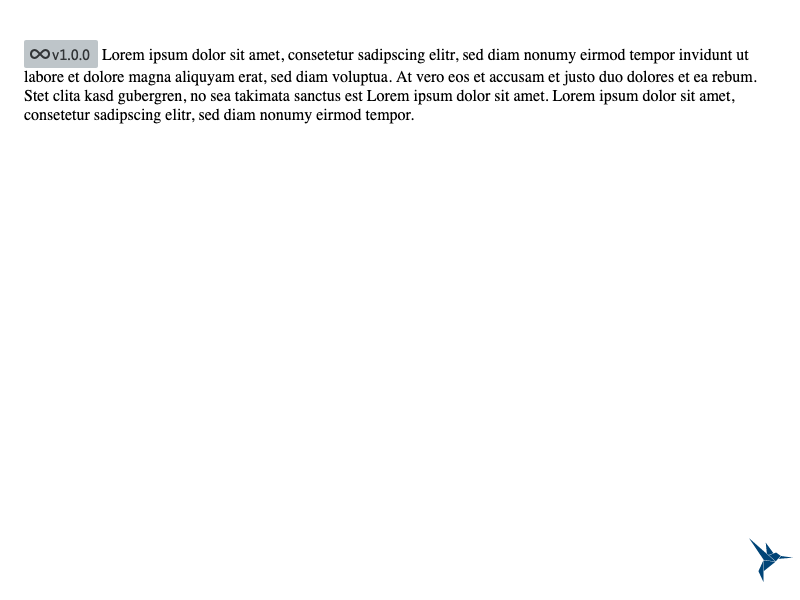 ∞v1.0.0 Lorem ipsum dolor sit amet, consetetur sadipscing elitr, sed diam nonumy eirmod tempor invidunt ut
labore et dolore magna aliquyam erat, sed diam voluptua. At vero eos et accusam et justo duo dolores et ea rebum.
Stet clita kasd gubergren, no sea takimata sanctus est Lorem ipsum dolor sit amet. Lorem ipsum dolor sit amet,
consetetur sadipscing elitr, sed diam nonumy eirmod tempor.